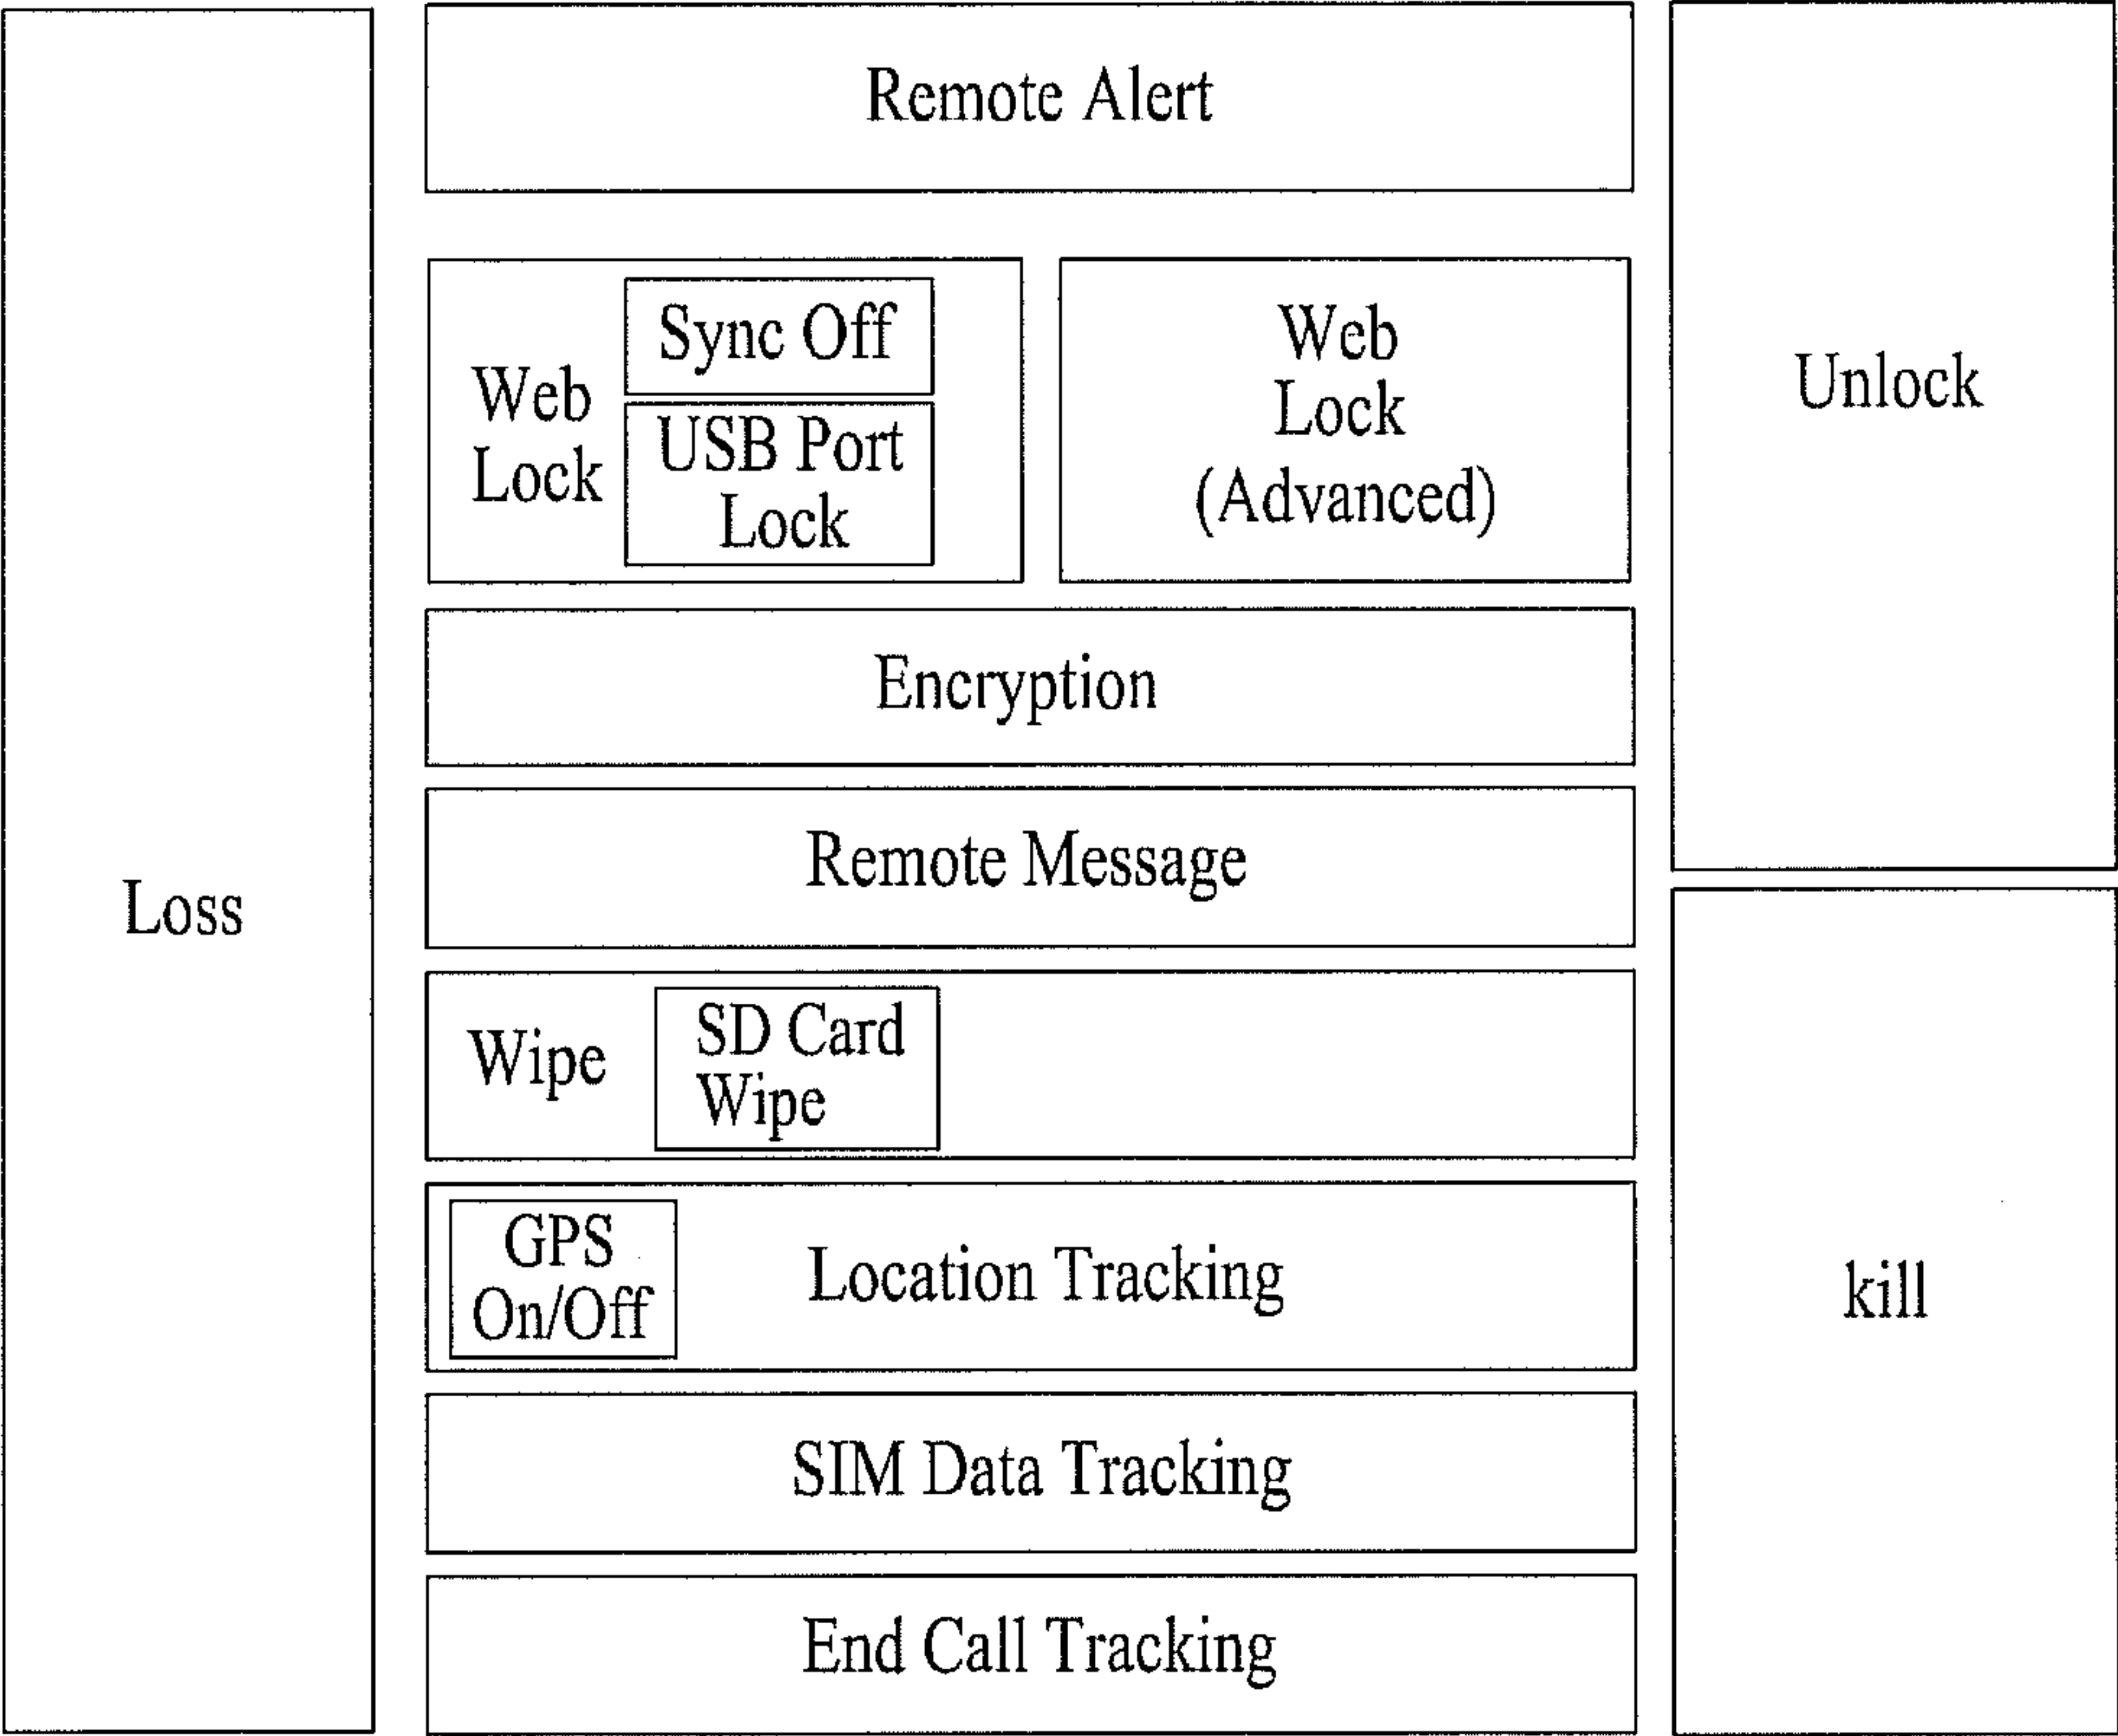 Loss
Remote Alert
Web
Lock
Sync Off
USB Port
Lock
Web
Lock
(Advanced)
Encryption
Remote Message
Wipe
SD Card
Wipe
GPS
On/Off
Location Tracking
SIM Data Tracking
End Call Tracking
Unlock
kill